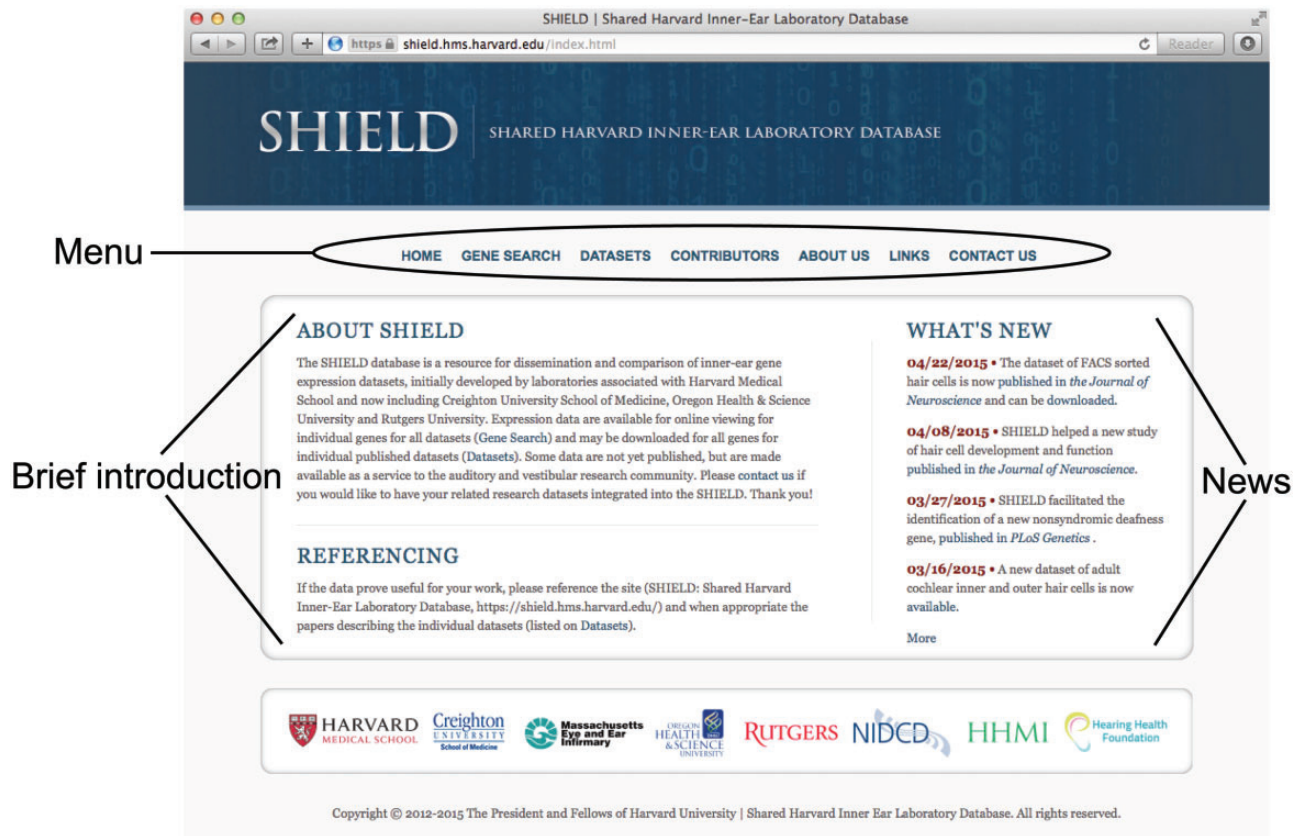 SHIELD | Shared Harvard Inner-Ear Laboratory Database
https shield.hms.harvard.edu/index.html
Reader
SHIELD
SHARED HARVARD INNER-EAR LABORATORY DATABASE
Menu
HOME GENE SEARCH DATASETS CONTRIBUTORS ABOUT US LINKS CONTACT US
Brief introduction
ABOUT SHIELD
The SHIELD database is a resource for dissemination and comparison of inner-ear gene
expression datasets, initially developed by laboratories associated with Harvard Medical
School and now including Creighton University School of Medicine, Oregon Health & Science
University and Rutgers University. Expression data are available for online viewing for
individual genes for all datasets (Gene Search) and may be downloaded for all genes for
individual published datasets (Datasets). Some data are not yet published, but are made
available as a service to the auditory and vestibular research community. Please contact us if
you would like to have your related research datasets integrated into the SHIELD. Thank you!
REFERENCING
If the data prove useful for your work, please reference the site (SHIELD: Shared Harvard
Inner-Ear Laboratory Database, https://shield.hms.harvard.edu/) and when appropriate the
papers describing the individual datasets (listed on Datasets).
WHAT'S NEW
04/22/2015 • The dataset of FACS sorted
hair cells is now published in the Journal of
Neuroscience and can be downloaded.
04/08/2015 • SHIELD helped a new study
of hair cell development and function
published in the Journal of Neuroscience.
03/27/2015 • SHIELD facilitated the
identification of a new nonsyndromic deafness
gene, published in PLoS Genetics .
03/16/2015 • A new dataset of adult
cochlear inner and outer hair cells is now
available.
More
News
HARVARD
MEDICAL SCHOOL
Creighton
UNIVERSITY
School of Medicine
Massachusetts
Eye and Ear
Infirmary
OREGON
HEALTH
& SCIENCE
UNIVERSITY
RUTGERS
NIDCD
HHMI
Hearing Health
Foundation
Copyright © 2012-2015 The President and Fellows of Harvard University | Shared Harvard Inner Ear Laboratory Database. All rights reserved.